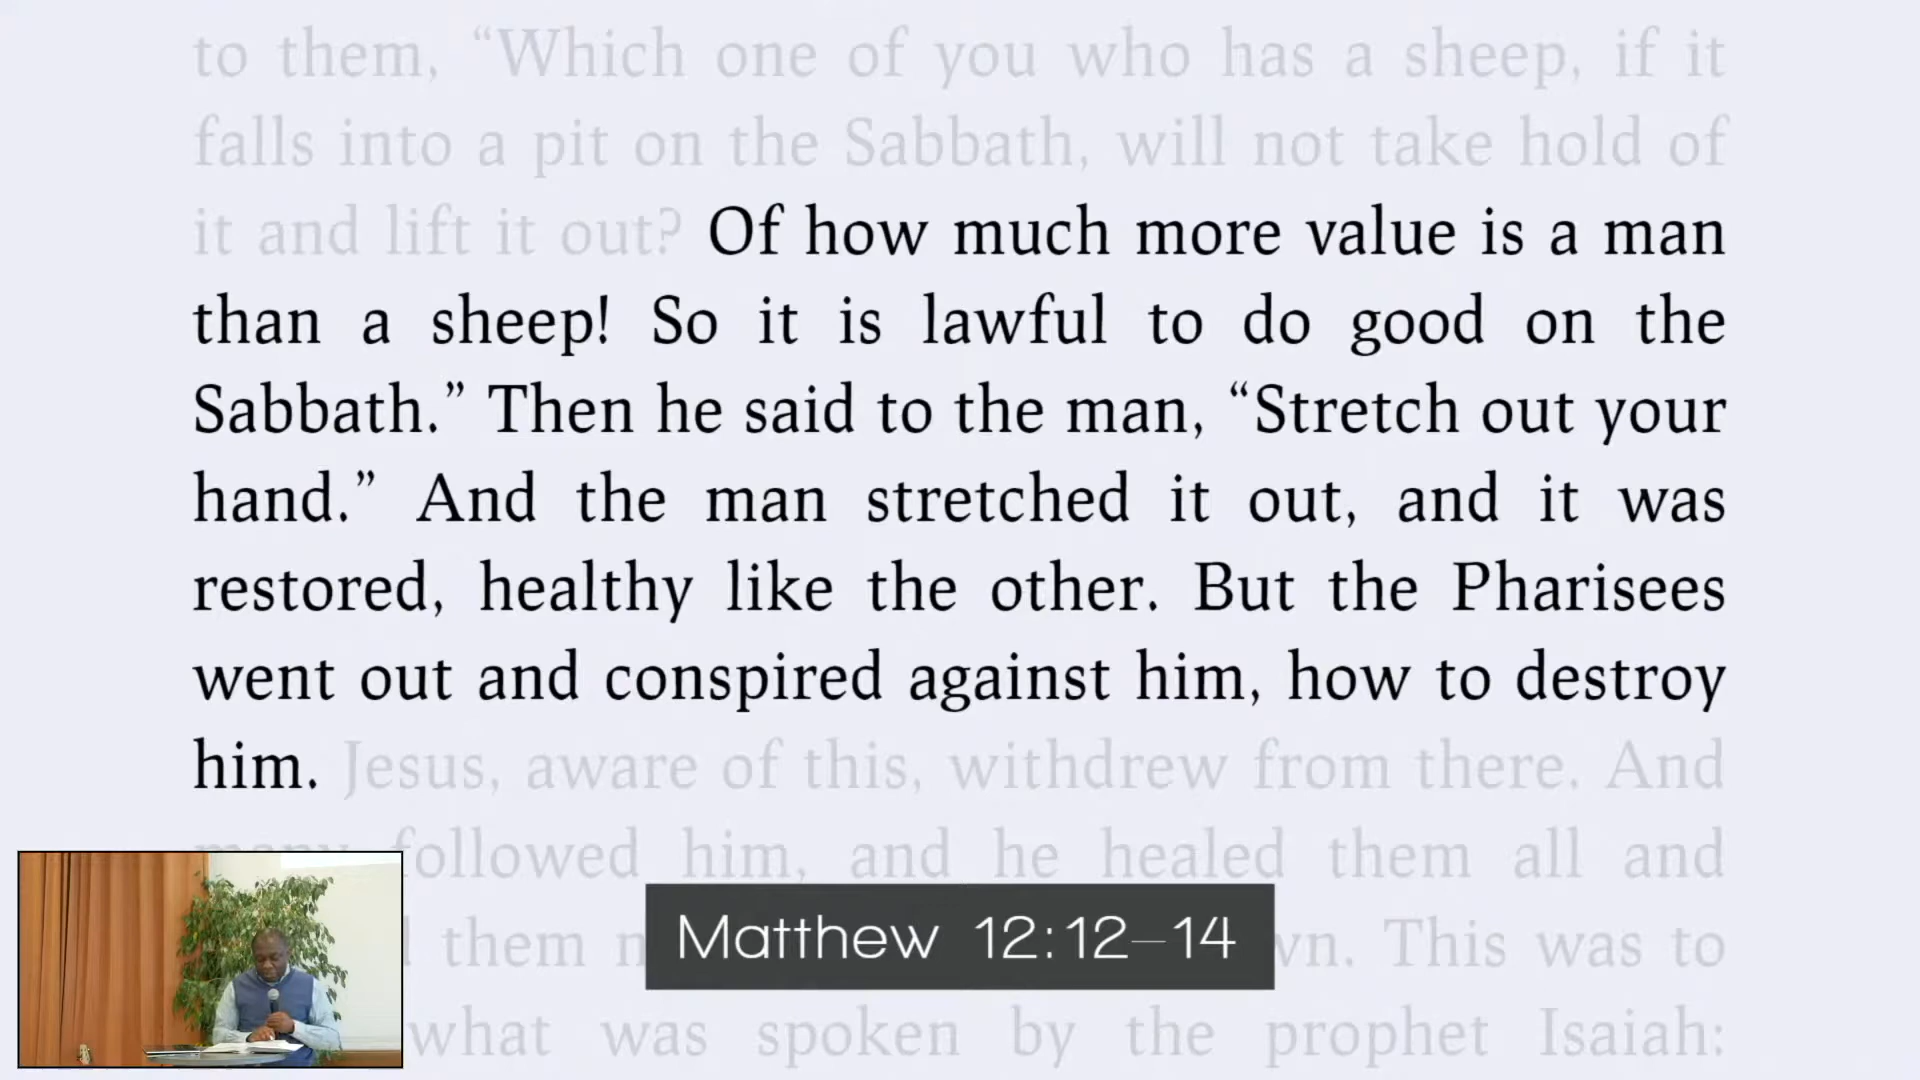 to them, “Which one of you who has a sheep, if it
falls into a pit on the Sabbath, will not take hold of
it and lift it out? Of how much more value is a man
than a sheep! So it is lawful to do good on the
Sabbath.” Then he said to the man, “Stretch out your
hand.” And the man stretched it out, and it was
restored, healthy like the other. But the Pharisees
went out and conspired against him, how to destroy
him. Jesus, aware of this, withdrew from there. And
many followed him, and he healed them all and
them
This was to
Matthew 12:12–14
what was spoken by the prophet Isaiah: